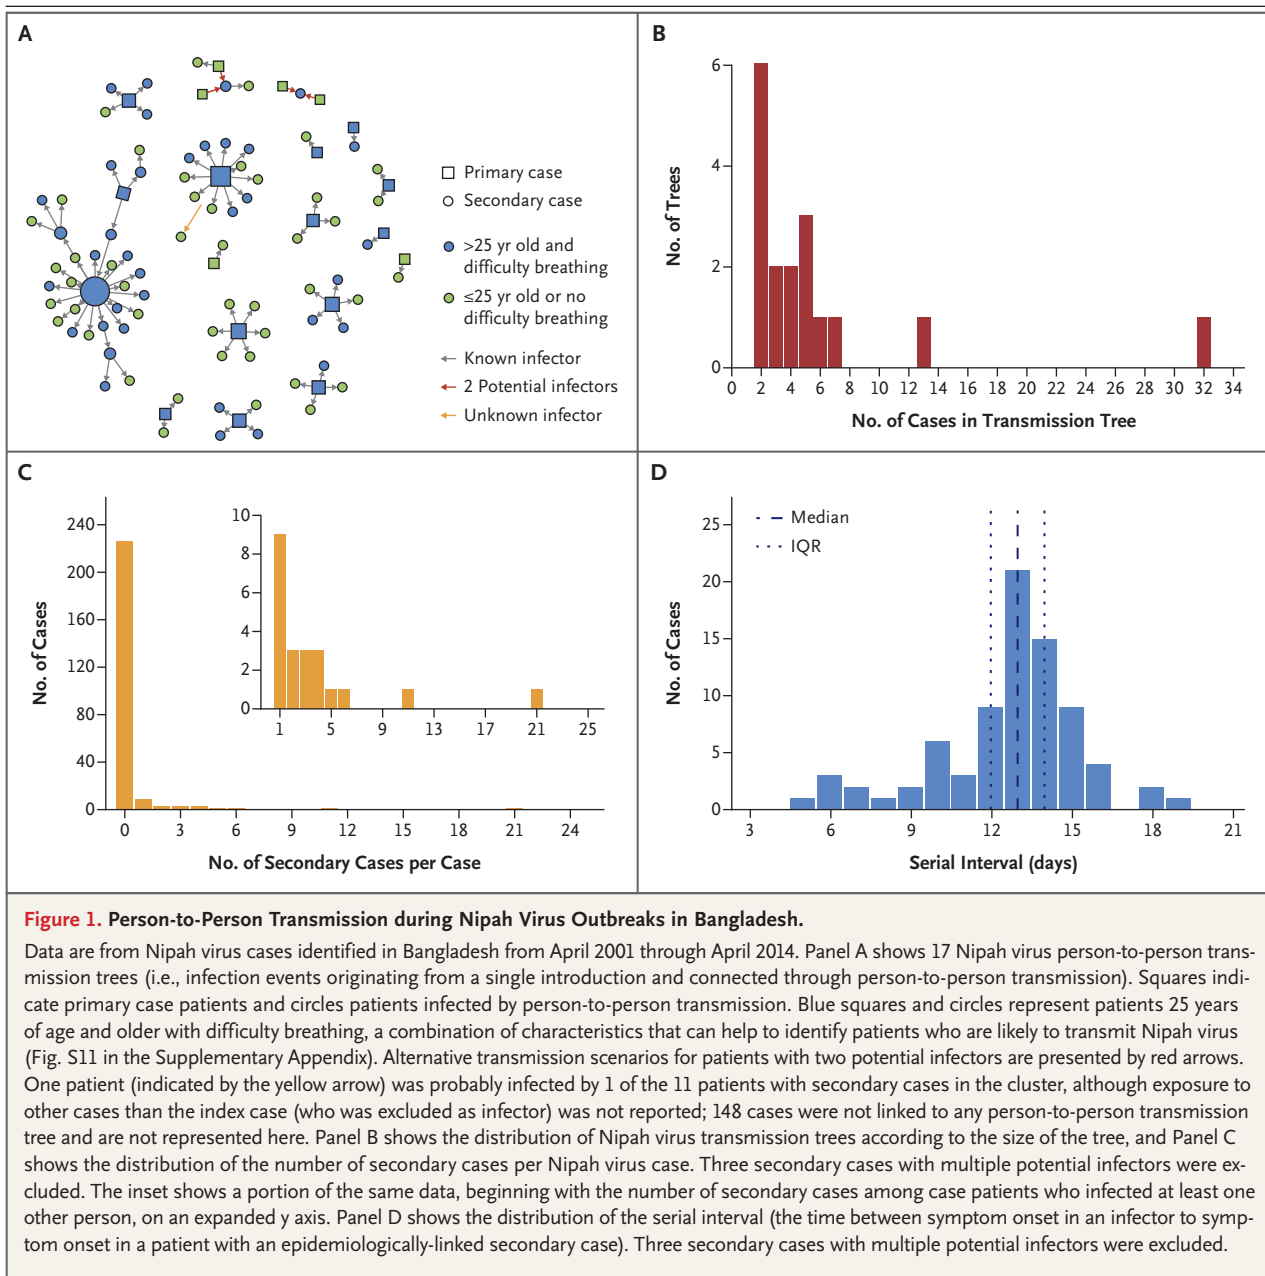 A
Primary case
Secondary case
>25 yr old and
difficulty breathing
≤25 yr old or no
difficulty breathing
Known infector
2 Potential infectors
Unknown infector
B
No. of Trees
6
4
2
0
0 2 4 6 8 10 12 14 16 18 20 22 24 26 28 30 32 34
No. of Cases in Transmission Tree
C
No. of Cases
240
200
160
120
80
40
0
0 3 6 9 12 15 18 21 24
No. of Secondary Cases per Case
10
8
6
4
2
0
1 5 9 13 17 21 25
D
Median
IQR
No. of Cases
25
20
15
10
5
0
3 6 9 12 15 18 21
Serial Interval (days)
Figure 1. Person-to-Person Transmission during Nipah Virus Outbreaks in Bangladesh.
Data are from Nipah virus cases identified in Bangladesh from April 2001 through April 2014. Panel A shows 17 Nipah virus person-to-person trans-
mission trees (i.e., infection events originating from a single introduction and connected through person-to-person transmission). Squares indi-
cate primary case patients and circles patients infected by person-to-person transmission. Blue squares and circles represent patients 25 years
of age and older with difficulty breathing, a combination of characteristics that can help to identify patients who are likely to transmit Nipah virus
(Fig. S11 in the Supplementary Appendix). Alternative transmission scenarios for patients with two potential infectors are presented by red arrows.
One patient (indicated by the yellow arrow) was probably infected by 1 of the 11 patients with secondary cases in the cluster, although exposure to
other cases than the index case (who was excluded as infector) was not reported; 148 cases were not linked to any person-to-person transmission
tree and are not represented here. Panel B shows the distribution of Nipah virus transmission trees according to the size of the tree, and Panel C
shows the distribution of the number of secondary cases per Nipah virus case. Three secondary cases with multiple potential infectors were ex-
cluded. The inset shows a portion of the same data, beginning with the number of secondary cases among case patients who infected at least one
other person, on an expanded y axis. Panel D shows the distribution of the serial interval (the time between symptom onset in an infector to symp-
tom onset in a patient with an epidemiologically-linked secondary case). Three secondary cases with multiple potential infectors were excluded.